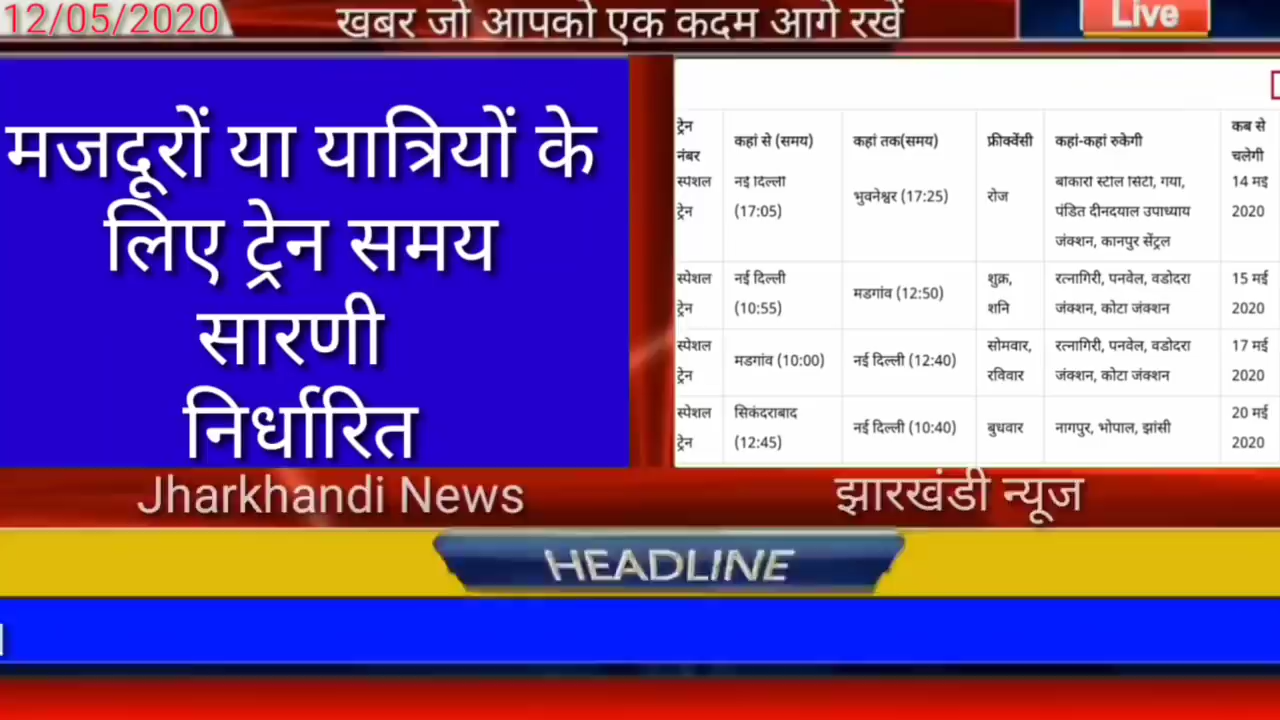 12/05/2020
खबर जो आपको एक कदम आगे रखें
Live
मजदूरों या यात्रियों के
लिए ट्रेन समय
सारणी
निर्धारित
ट्रेन नंबर | कहां से (समय) | कहां तक(समय) | फ्रीक्वेंसी | कहां-कहां रुकेगी | कब से चलेगी
स्पेशल ट्रेन | नई दिल्ली (17:05) | भुवनेश्वर (17:25) | रोज | बोकारो स्टील सिटी, गया, पंडित दीनदयाल उपाध्याय जंक्शन, कानपुर सेंट्रल | 14 मई 2020
स्पेशल ट्रेन | नई दिल्ली (10:55) | मडगांव (12:50) | शुक्र, शनि | रत्नागिरी, पनवेल, वडोदरा जंक्शन, कोटा जंक्शन | 15 मई 2020
स्पेशल ट्रेन | मडगांव (10:00) | नई दिल्ली (12:40) | सोमवार, रविवार | रत्नागिरी, पनवेल, वडोदरा जंक्शन, कोटा जंक्शन | 17 मई 2020
स्पेशल ट्रेन | सिकंदराबाद (12:45) | नई दिल्ली (10:40) | बुधवार | नागपुर, भोपाल, झांसी | 20 मई 2020
Jharkhandi News
झारखंडी न्यूज
HEADLINE